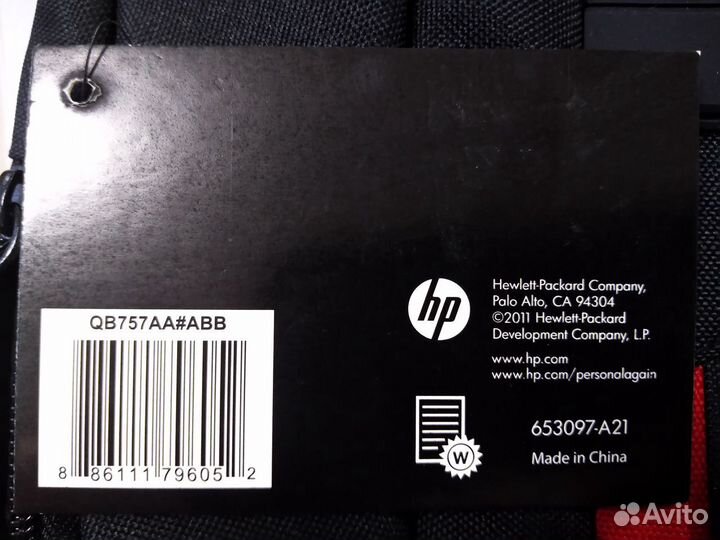 hp
Hewlett-Packard Company,
Palo Alto, CA 94304
©2011 Hewlett-Packard
Development Company, L.P.
www.hp.com
www.hp.com/personalagain
QB757AA#ABB
8 86111 79605 2
W
653097-A21
Made in China
Avito